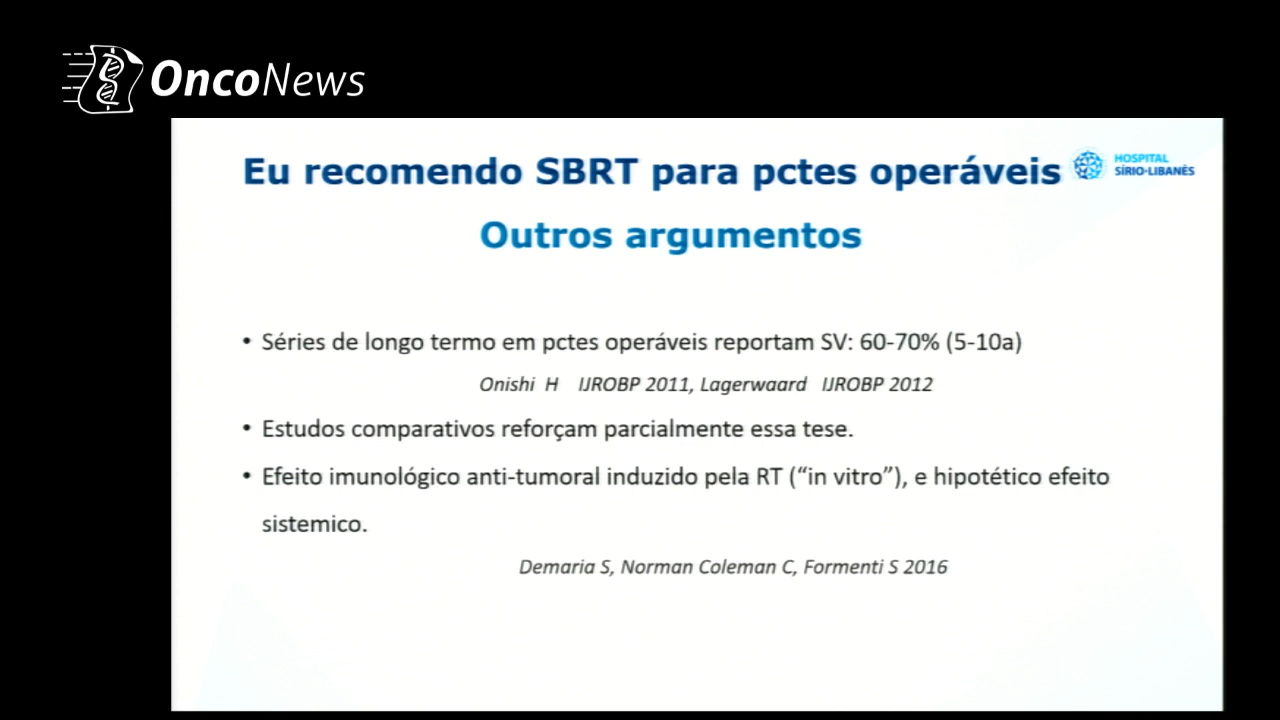 OncoNews
Eu recomendo SBRT para pctes operáveis
HOSPITAL
SÍRIO-LIBANÊS
Outros argumentos
• Séries de longo termo em pctes operáveis reportam SV: 60-70% (5-10a)
Onishi H IJROBP 2011, Lagerwaard IJROBP 2012
• Estudos comparativos reforçam parcialmente essa tese.
• Efeito imunológico anti-tumoral induzido pela RT (“in vitro”), e hipotético efeito
sistemico.
Demaria S, Norman Coleman C, Formenti S 2016